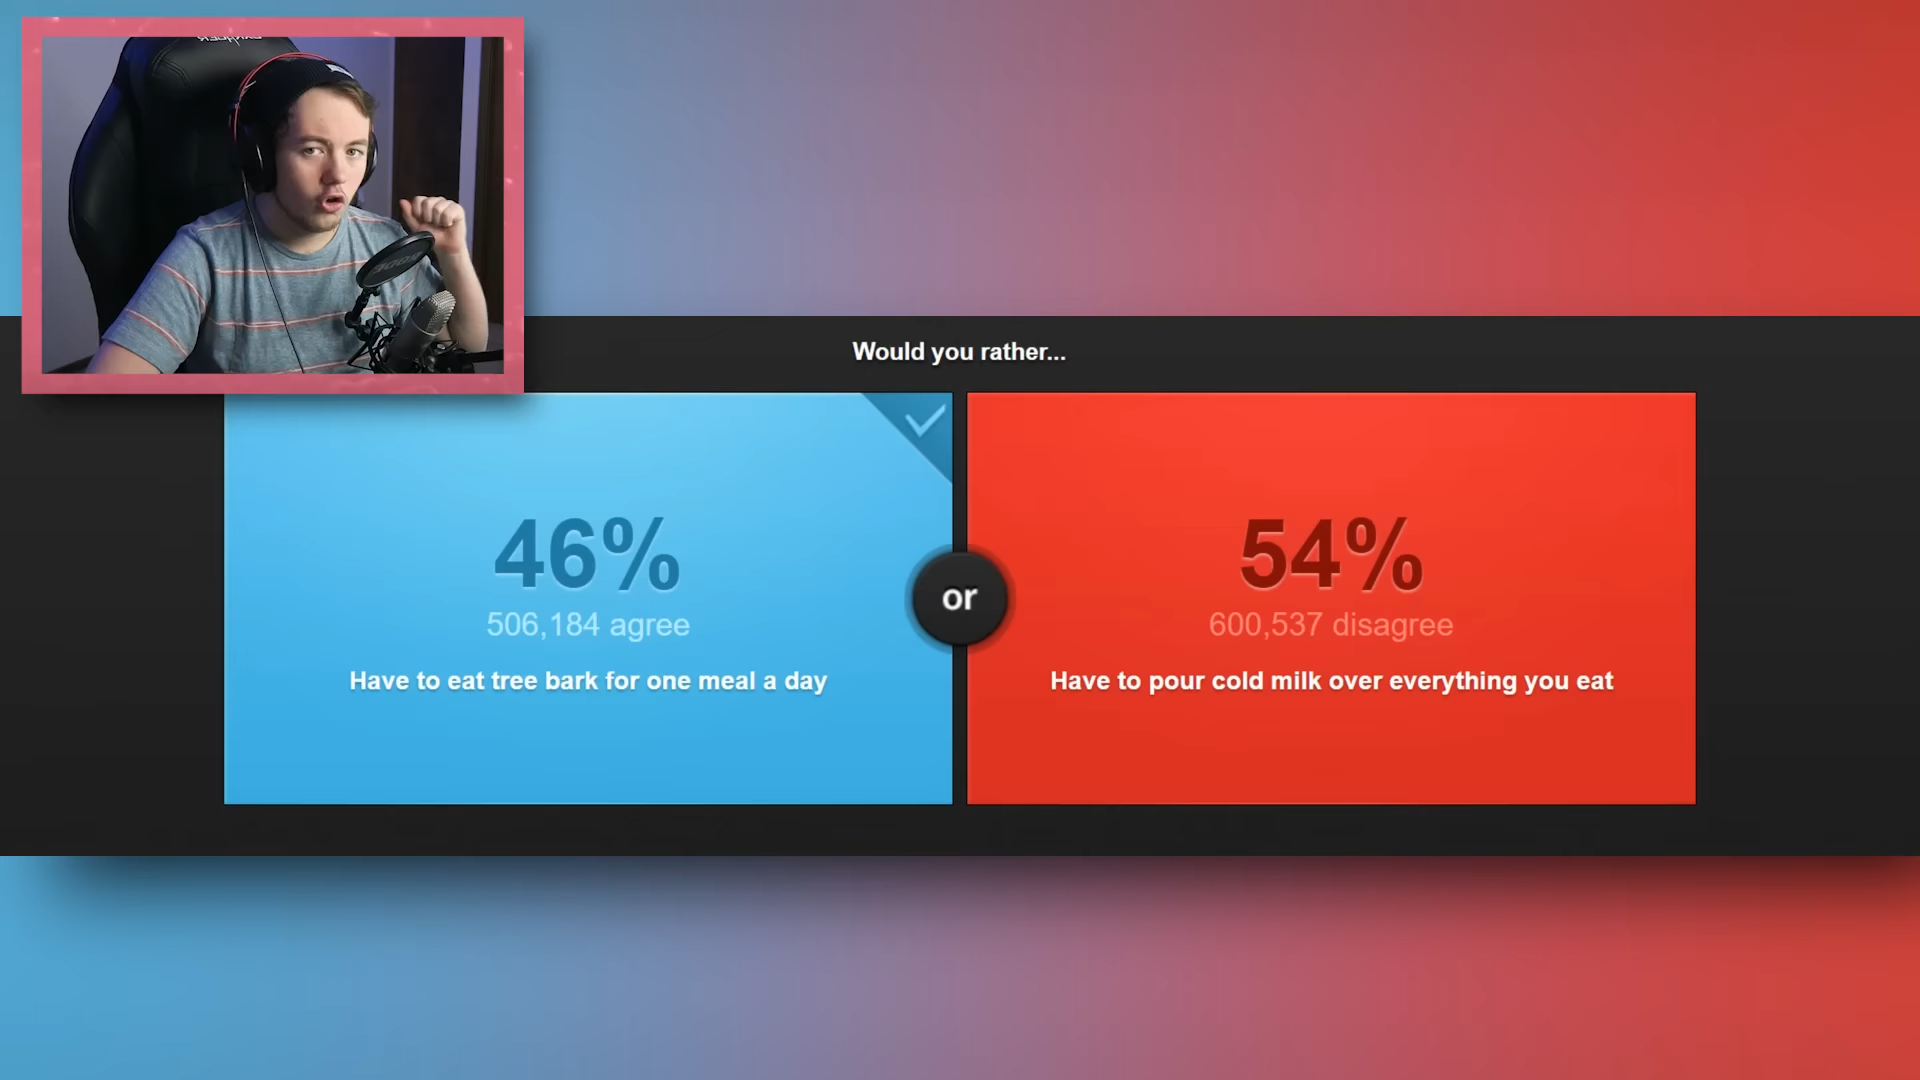 Would you rather...
46%
506,184 agree
Have to eat tree bark for one meal a day
or
54%
600,537 disagree
Have to pour cold milk over everything you eat